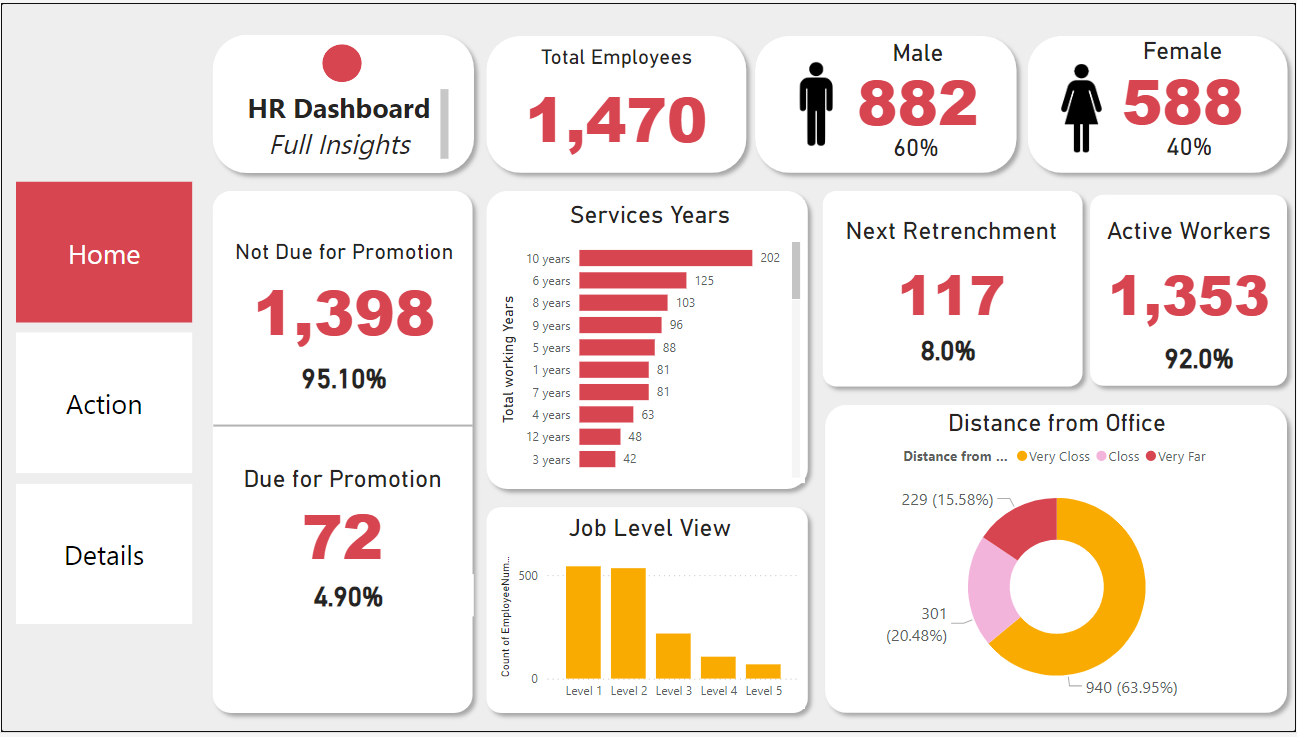 HR Dashboard
Full Insights
Total Employees
1,470
Male
882
60%
Female
588
40%
Home
Action
Details
Not Due for Promotion
1,398
95.10%
Due for Promotion
72
4.90%
Services Years
Total working Years
10 years 202
6 years 125
8 years 103
9 years 96
5 years 88
1 years 81
7 years 81
4 years 63
12 years 48
3 years 42
Job Level View
Count of EmployeeNum...
500
0
Level 1 Level 2 Level 3 Level 4 Level 5
Next Retrenchment
117
8.0%
Active Workers
1,353
92.0%
Distance from Office
Distance from ... Very Closs Closs Very Far
229 (15.58%)
301
(20.48%)
940 (63.95%)